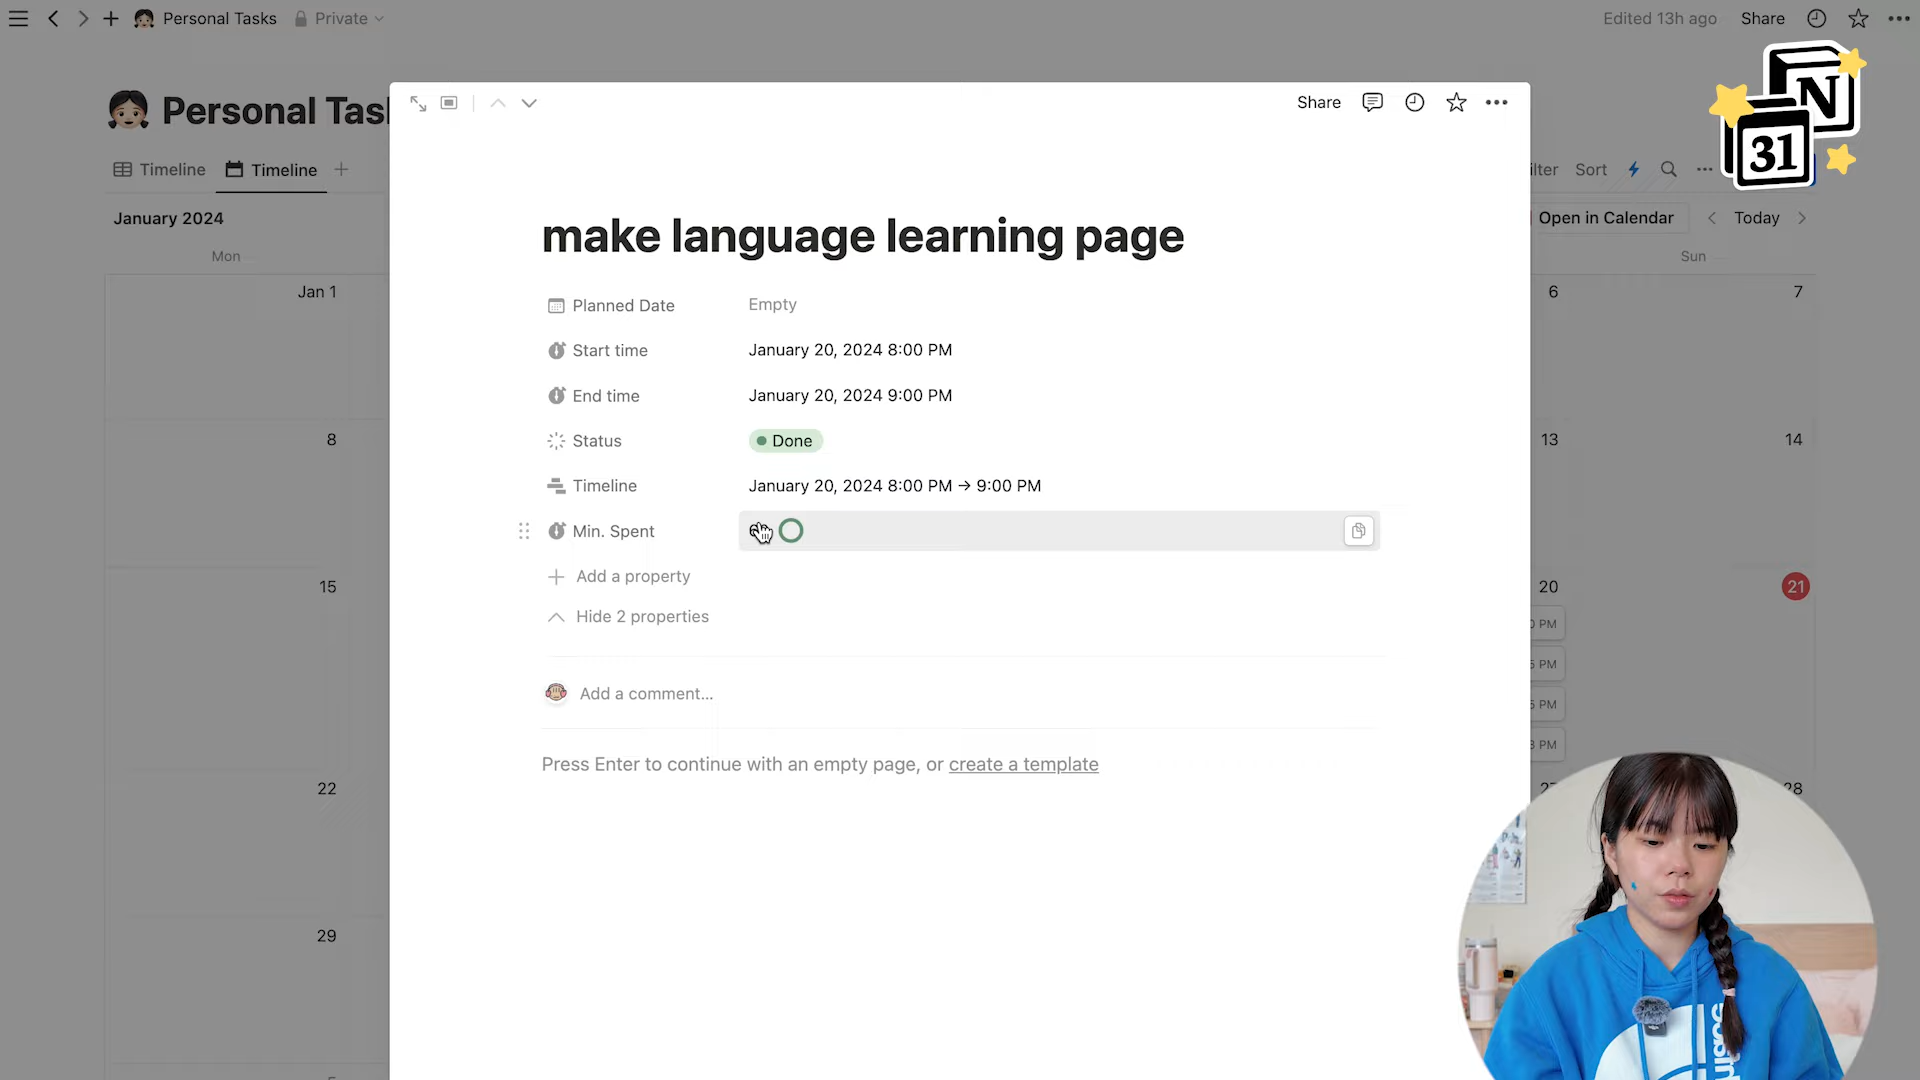 Personal Tasks Private
Edited 13h ago Share
Personal Tas
Share
N
31
Timeline Timeline
Sort
January 2024
Open in Calendar Today
make language learning page
Mon
Sun
Planned Date Empty
Jan 1
6
7
Start time January 20, 2024 8:00 PM
End time January 20, 2024 9:00 PM
Status Done
8
13
14
Timeline January 20, 2024 8:00 PM → 9:00 PM
Min. Spent
Add a property
15
20
21
Hide 2 properties
PM
PM
Add a comment...
PM
PM
Press Enter to continue with an empty page, or create a template
22
28
29